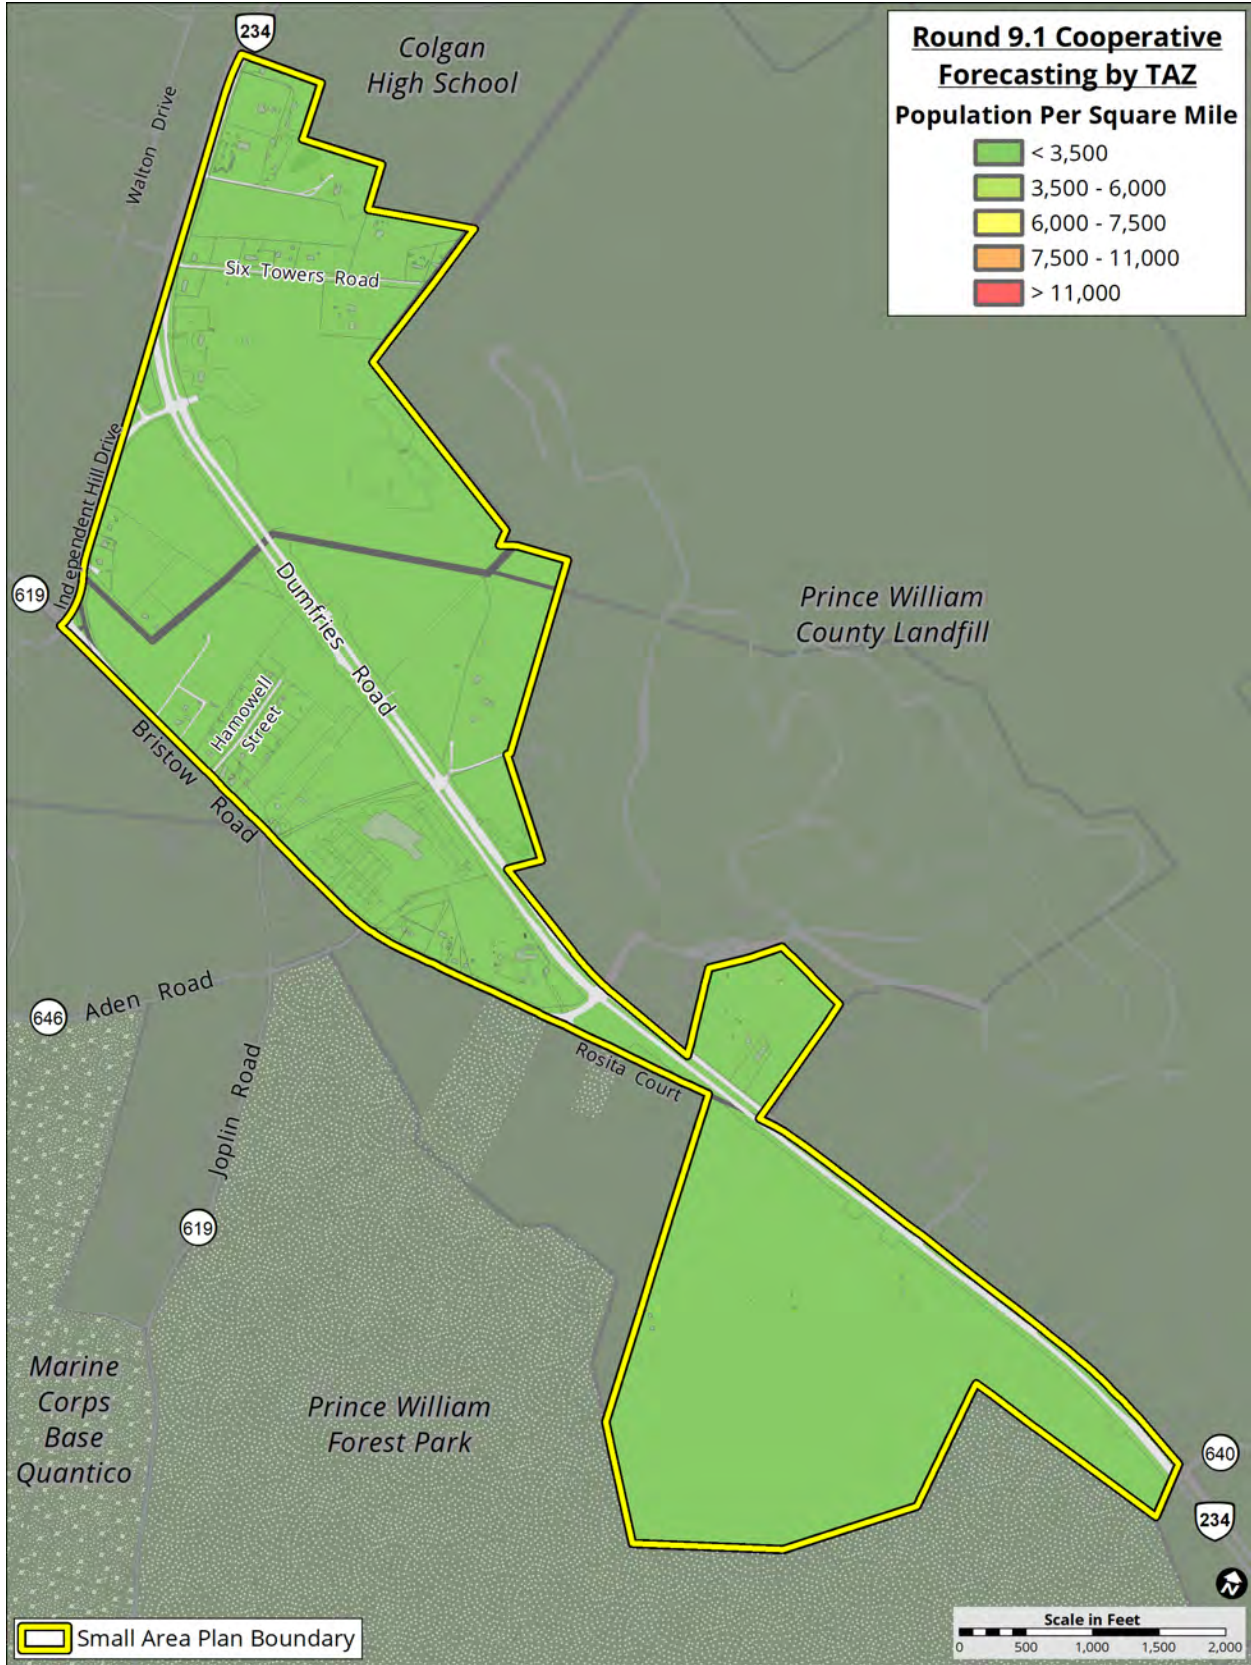 234
Colgan
High School
Round 9.1 Cooperative
Forecasting by TAZ
Population Per Square Mile
< 3,500
3,500 - 6,000
6,000 - 7,500
7,500 - 11,000
> 11,000
Walton Drive
Six Towers Road
Independent Hill Drive
619
Dumfries Road
Prince William
County Landfill
Hamowell
Street
Bristow Road
646
Aden Road
Rosita Court
Joplin Road
619
Marine
Corps
Base
Quantico
Prince William
Forest Park
640
234
N
Small Area Plan Boundary
Scale in Feet
0 500 1,000 1,500 2,000